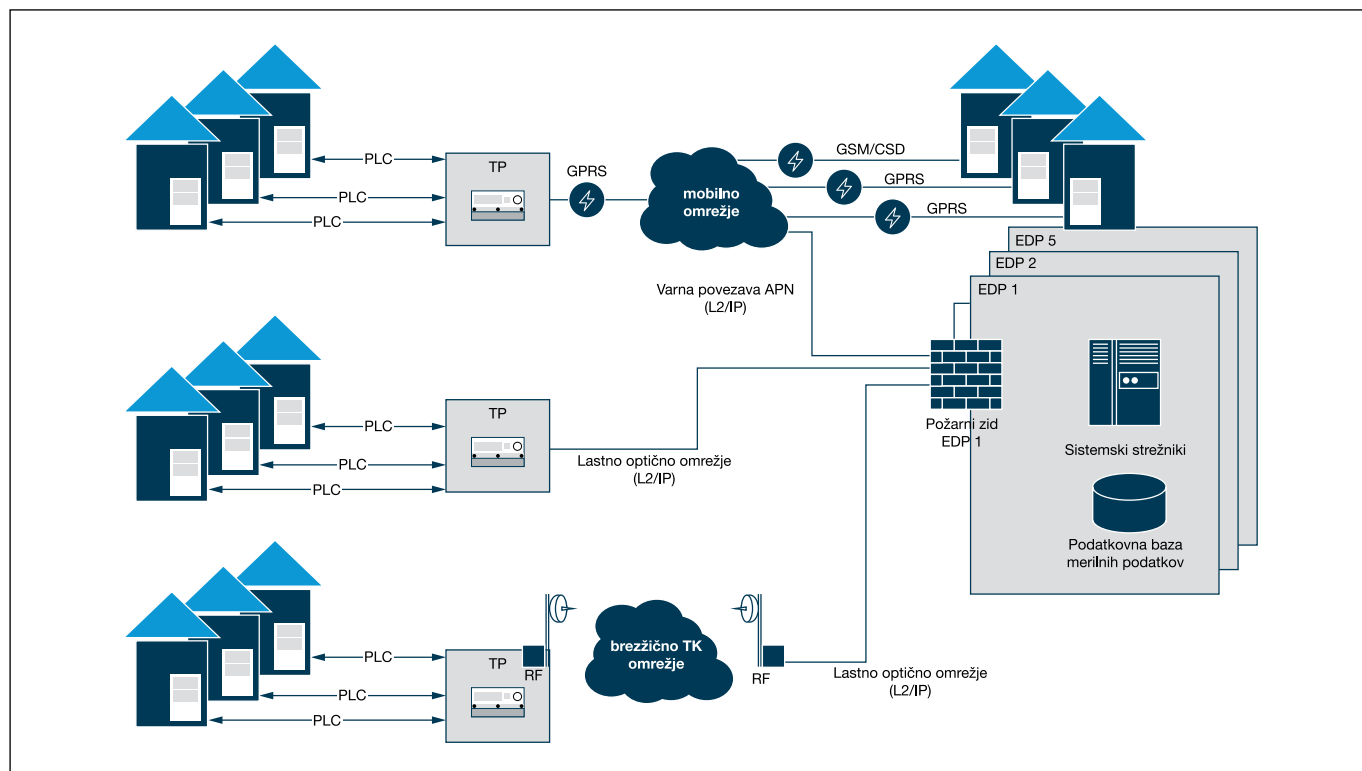 PLC
PLC
PLC
TP
GPRS
mobilno
omrežje
GSM/CSD
GPRS
GPRS
Varna povezava APN
(L2/IP)
EDP 5
EDP 2
EDP 1
Požarni zid
EDP 1
Sistemski strežniki
Podatkovna baza
merilnih podatkov
PLC
PLC
PLC
TP
Lastno optično omrežje
(L2/IP)
PLC
PLC
PLC
TP
RF
brezžično TK
omrežje
RF
Lastno optično omrežje
(L2/IP)